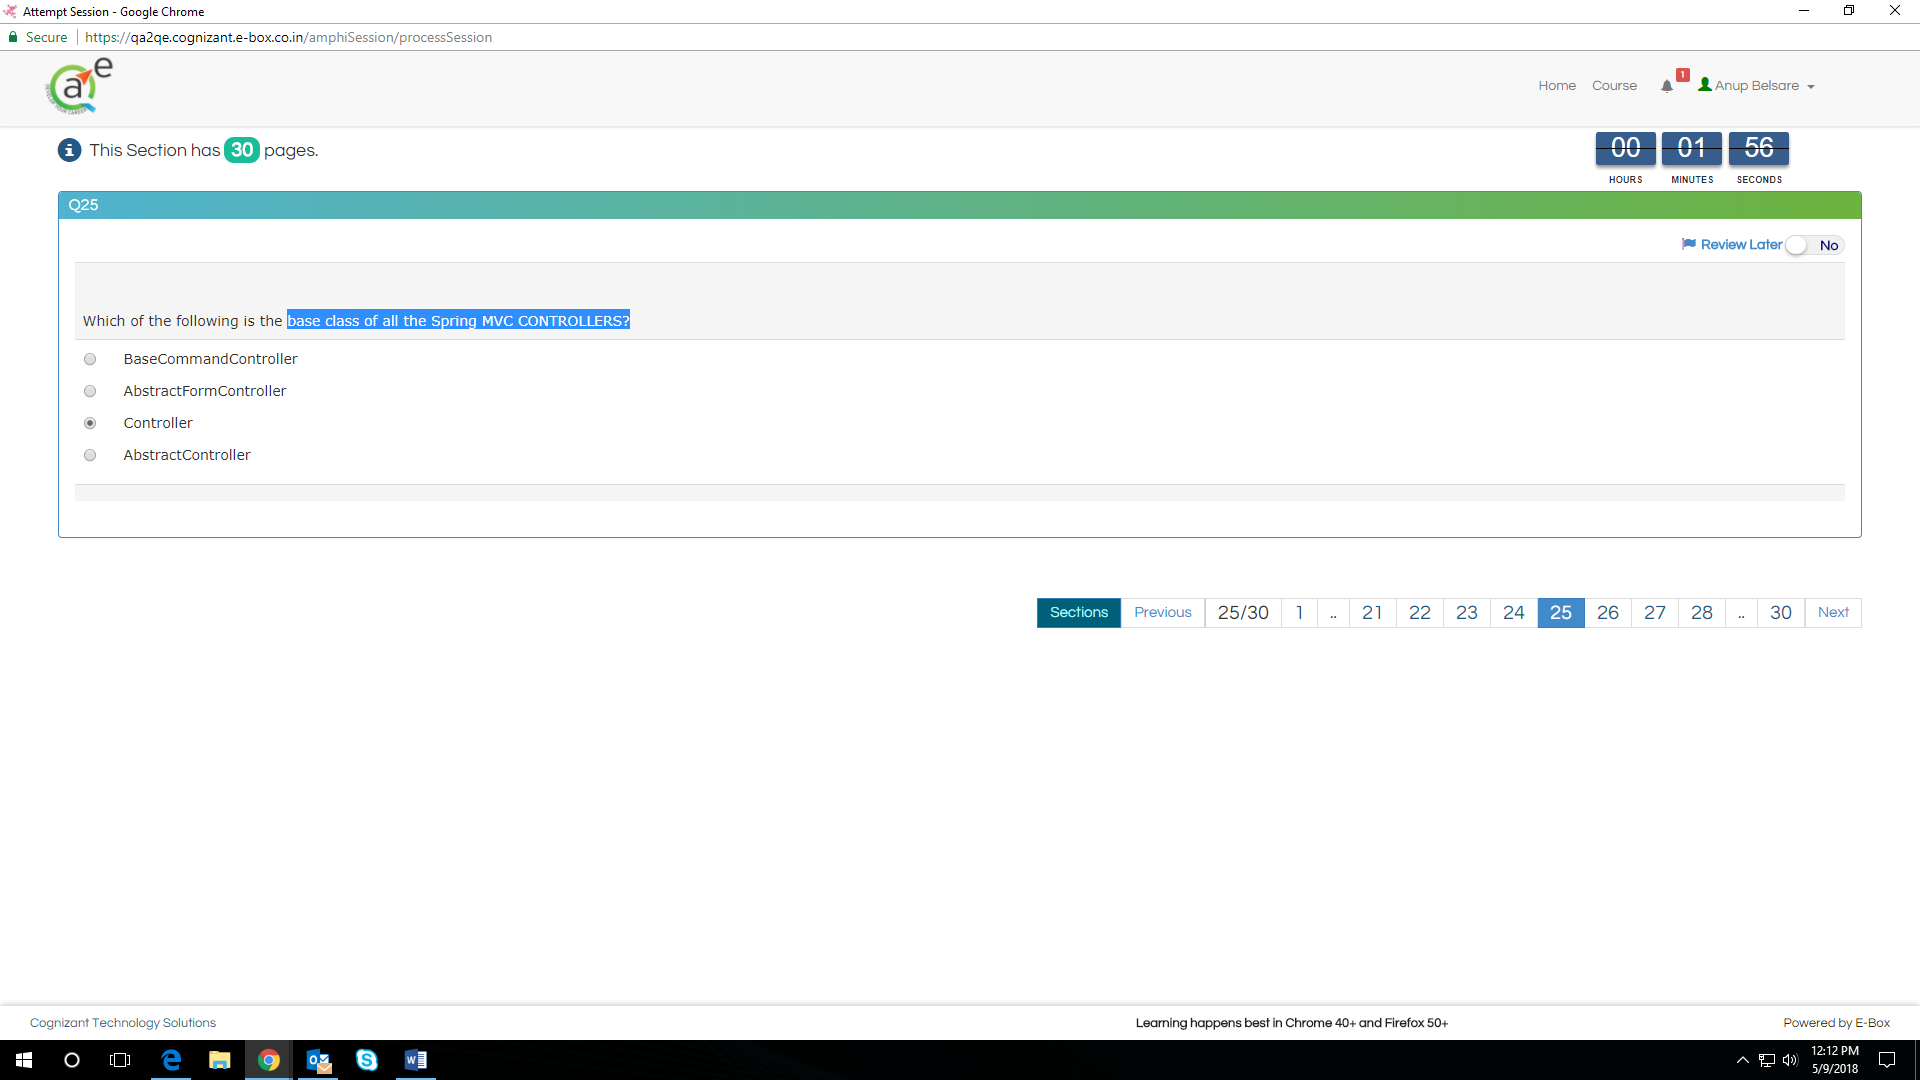 Attempt Session - Google Chrome
Secure https://qa2qe.cognizant.e-box.co.in/amphiSession/processSession
a e
Home Course 1 Anup Belsare
This Section has 30 pages.
00 01 56
HOURS MINUTES SECONDS
Q25
Review Later No
Which of the following is the base class of all the Spring MVC CONTROLLERS?
BaseCommandController
AbstractFormController
Controller
AbstractController
Sections Previous 25/30 1 .. 21 22 23 24 25 26 27 28 .. 30 Next
Cognizant Technology Solutions Learning happens best in Chrome 40+ and Firefox 50+ Powered by E-Box
12:12 PM
5/9/2018